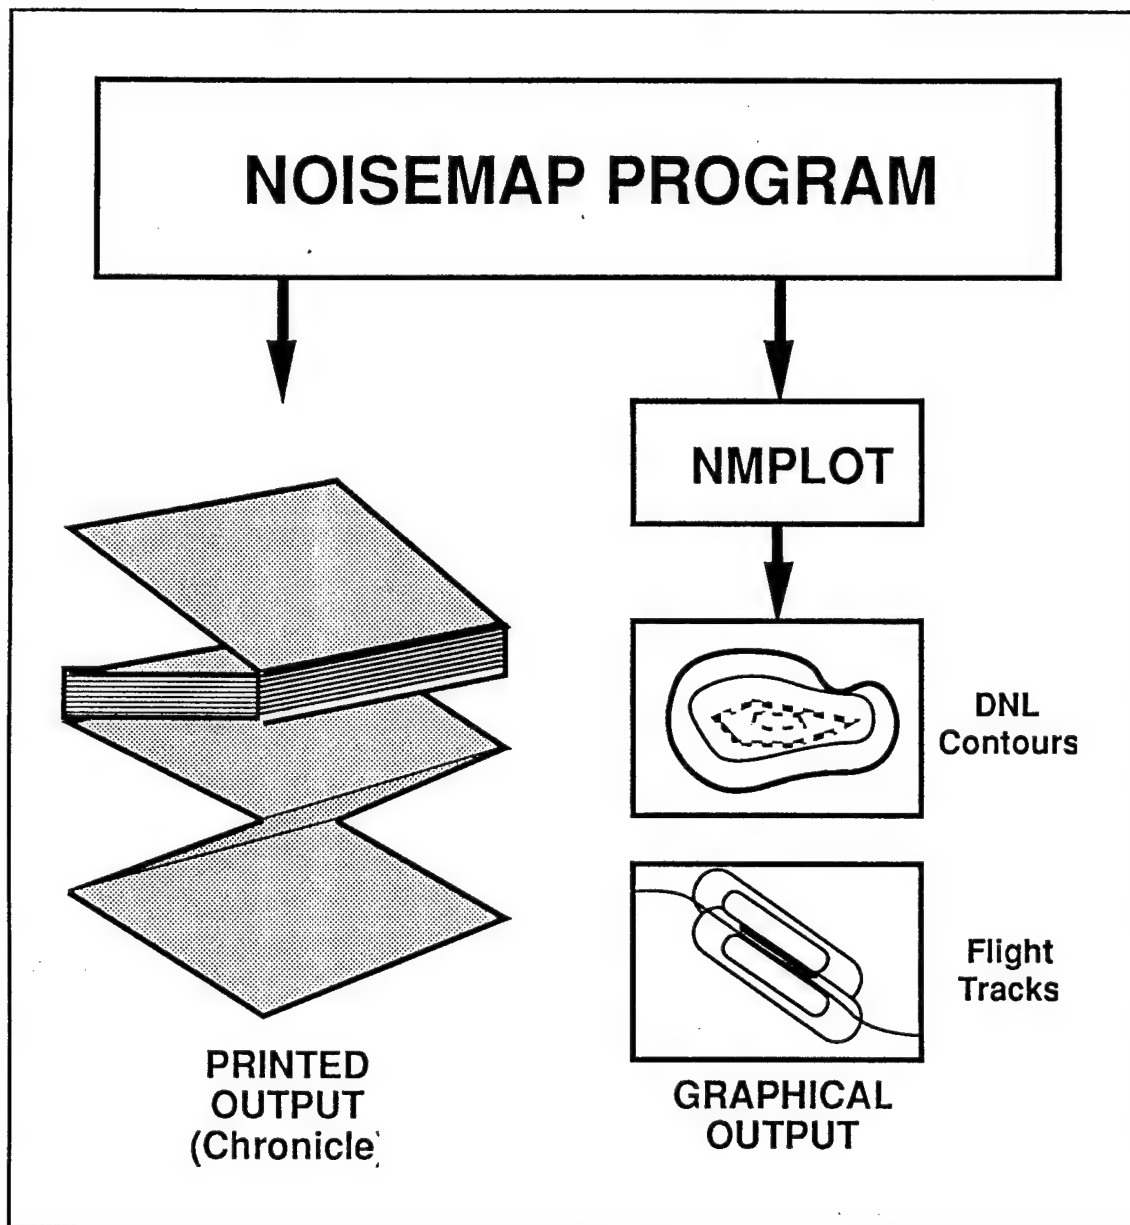 NOISEMAP PROGRAM
NMPLOT
DNL
Contours
Flight
Tracks
PRINTED
OUTPUT
(Chronicle)
GRAPHICAL
OUTPUT